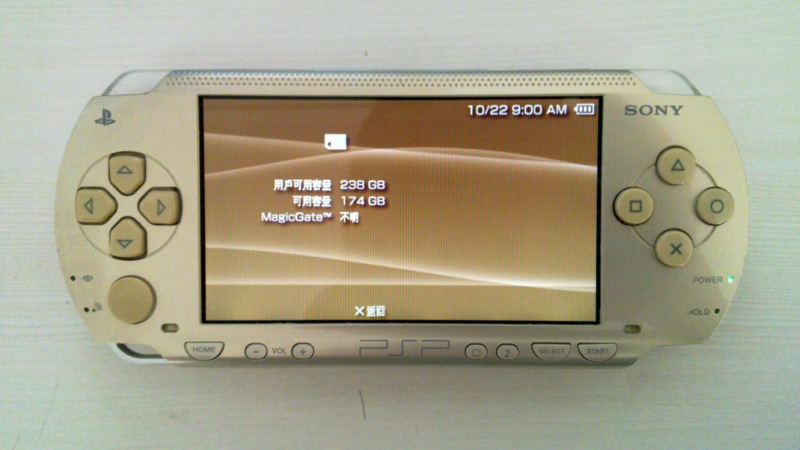 10/22 9:00 AM
SONY
用戶可用容量 238 GB
可用容量 174 GB
MagicGate™ 不明
POWER
HOLD
✕返回
HOME
− VOL +
PSP
SELECT
START